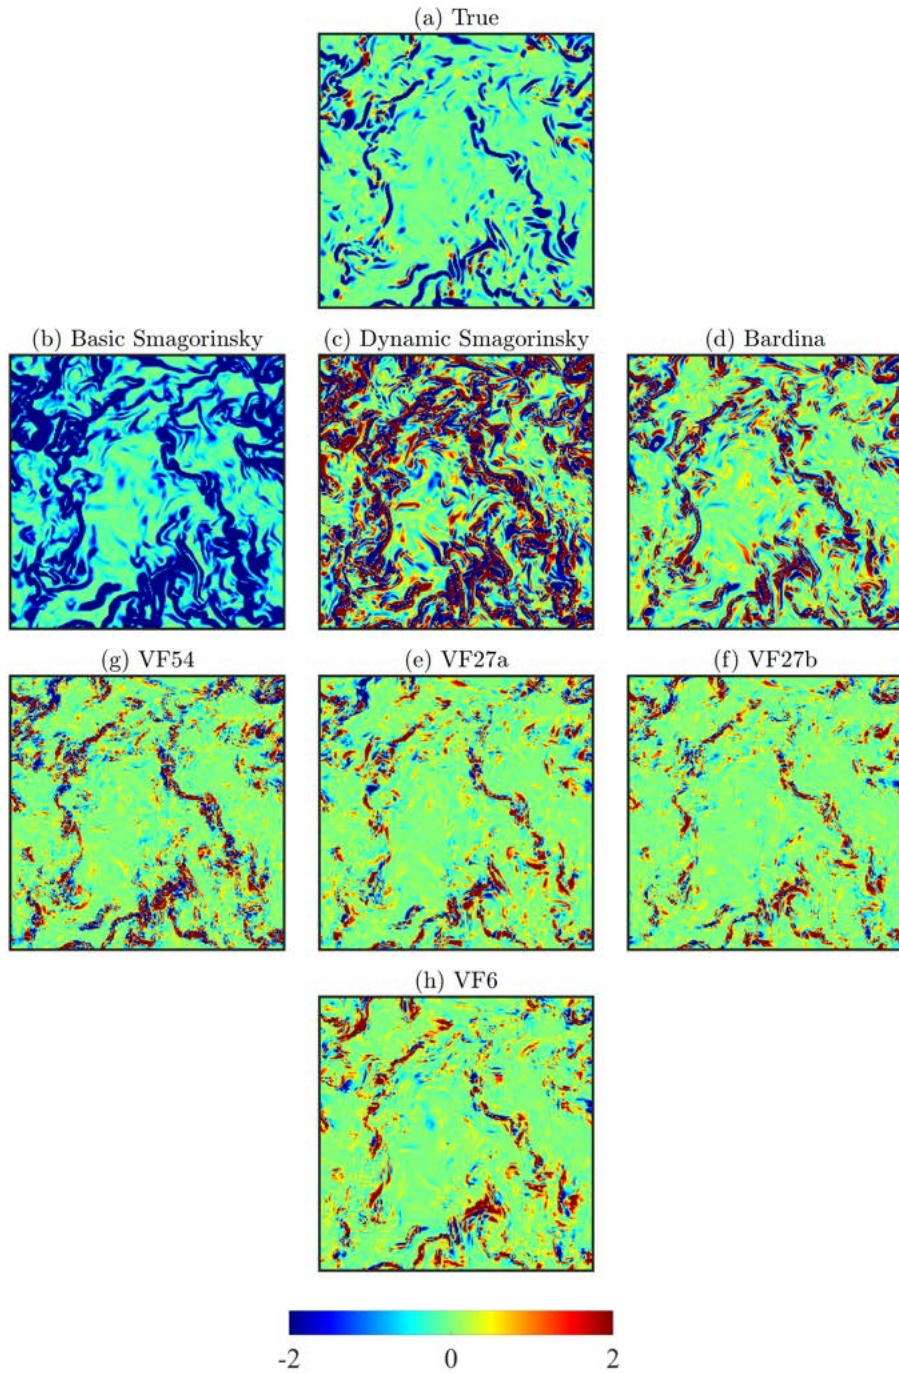 (a) True
(b) Basic Smagorinsky
(c) Dynamic Smagorinsky
(d) Bardina
(g) VF54
(e) VF27a
(f) VF27b
(h) VF6
-2 0 2